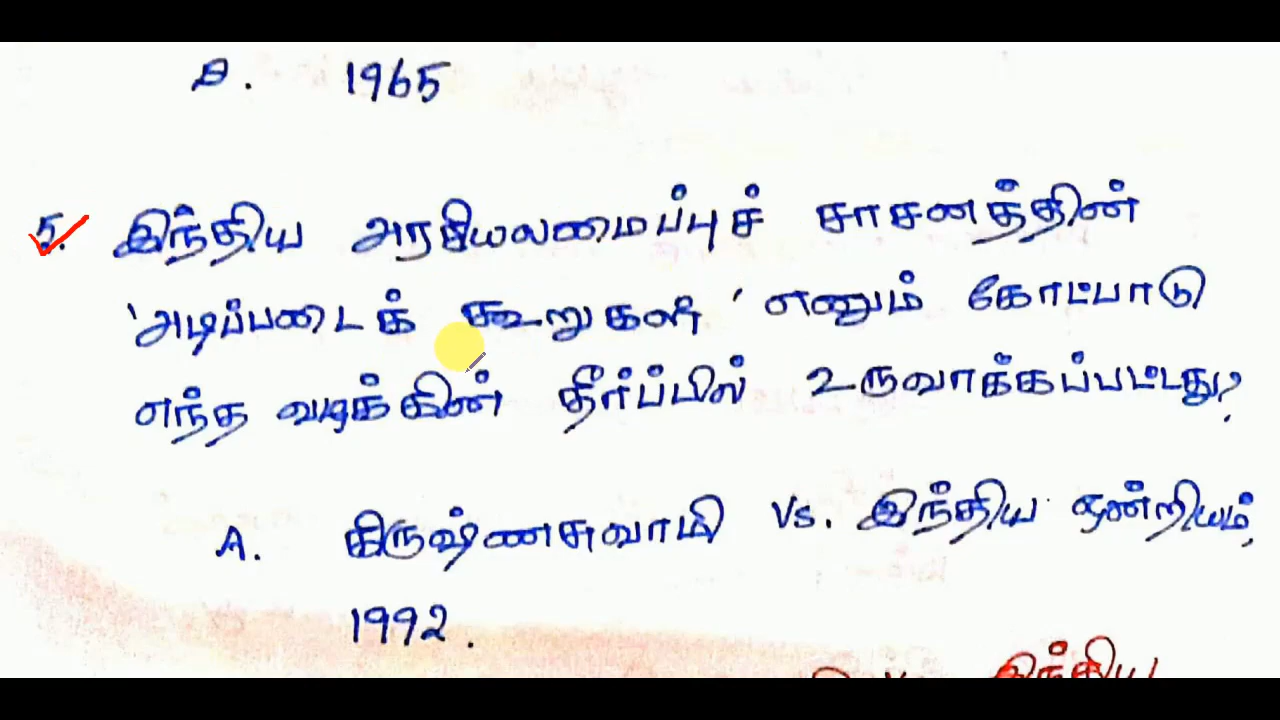 D. 1965
5. இந்திய அரசியலமைப்புச் சாசனத்தின்
'அடிப்படைக் கூறுகள்' எனும் கோட்பாடு
எந்த வழக்கின் தீர்ப்பில் உருவாக்கப்பட்டது?
A. கிருஷ்ணசுவாமி Vs. இந்திய ஒன்றியம்,
1992.
இந்திய